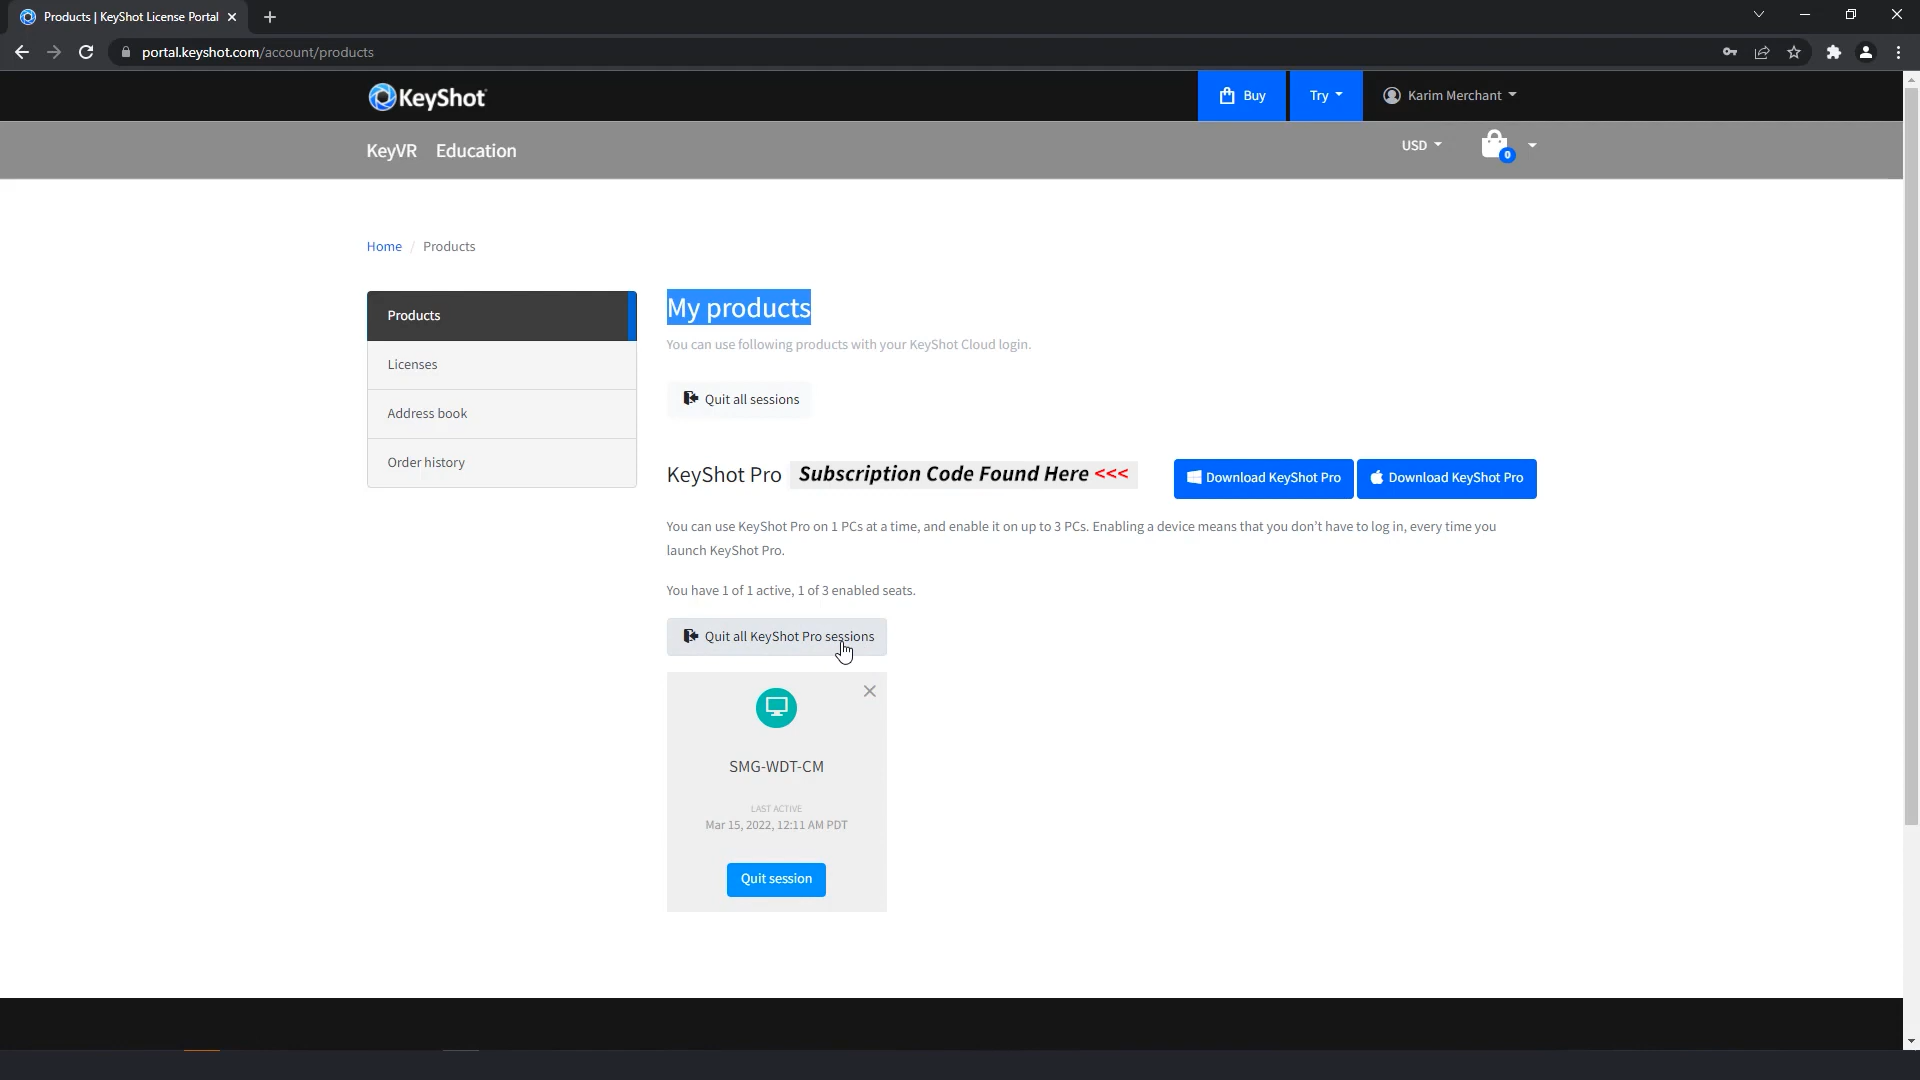 Products | KeyShot License Portal
portal.keyshot.com/account/products
KeyShot
Buy
Try
Karim Merchant
KeyVR
Education
USD
0
Home / Products
Products
Licenses
Address book
Order history
My products
You can use following products with your KeyShot Cloud login.
Quit all sessions
KeyShot Pro
Subscription Code Found Here <<<
Download KeyShot Pro
Download KeyShot Pro
You can use KeyShot Pro on 1 PCs at a time, and enable it on up to 3 PCs. Enabling a device means that you don't have to log in, every time you
launch KeyShot Pro.
You have 1 of 1 active, 1 of 3 enabled seats.
Quit all KeyShot Pro sessions
SMG-WDT-CM
LAST ACTIVE
Mar 15, 2022, 12:11 AM PDT
Quit session